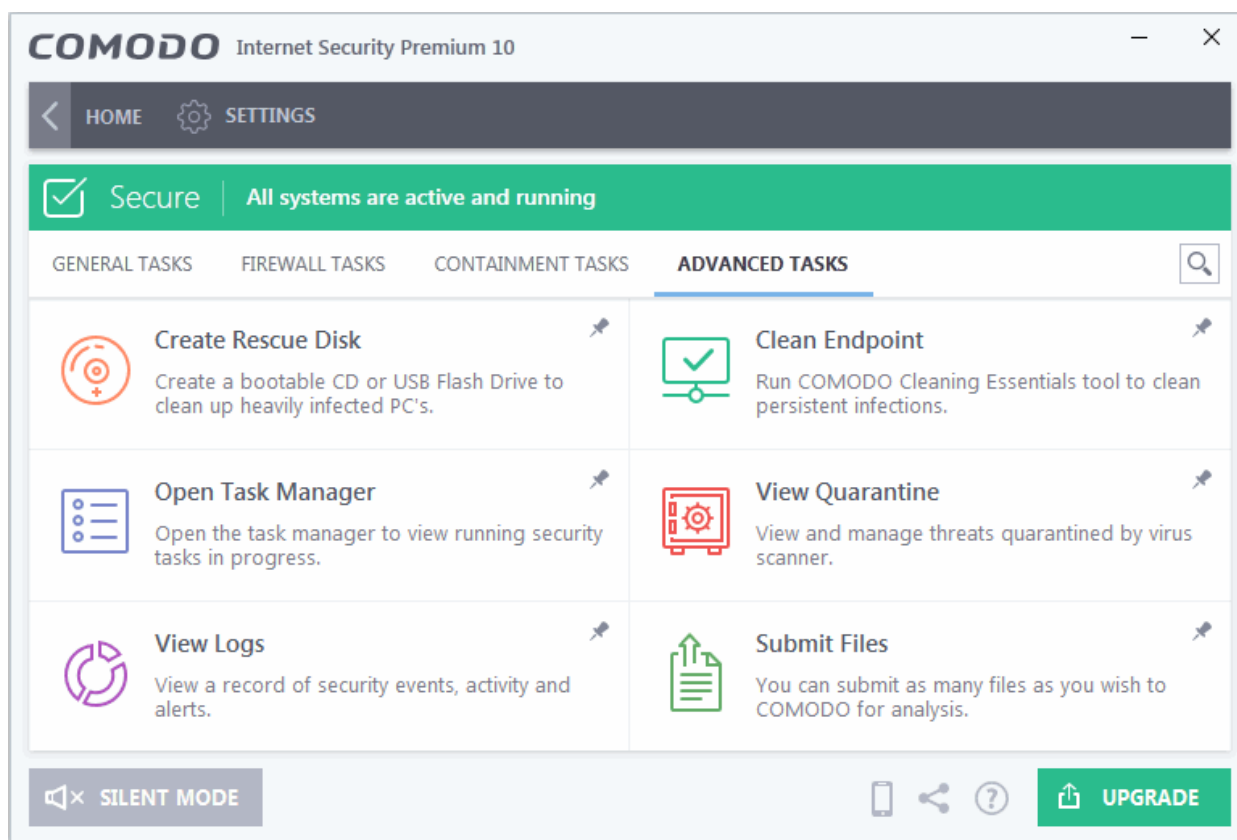 COMODO Internet Security Premium 10
HOME SETTINGS
Secure All systems are active and running
GENERAL TASKS FIREWALL TASKS CONTAINMENT TASKS ADVANCED TASKS
Create Rescue Disk
Create a bootable CD or USB Flash Drive to
clean up heavily infected PC's.
Clean Endpoint
Run COMODO Cleaning Essentials tool to clean
persistent infections.
Open Task Manager
Open the task manager to view running security
tasks in progress.
View Quarantine
View and manage threats quarantined by virus
scanner.
View Logs
View a record of security events, activity and
alerts.
Submit Files
You can submit as many files as you wish to
COMODO for analysis.
SILENT MODE
UPGRADE